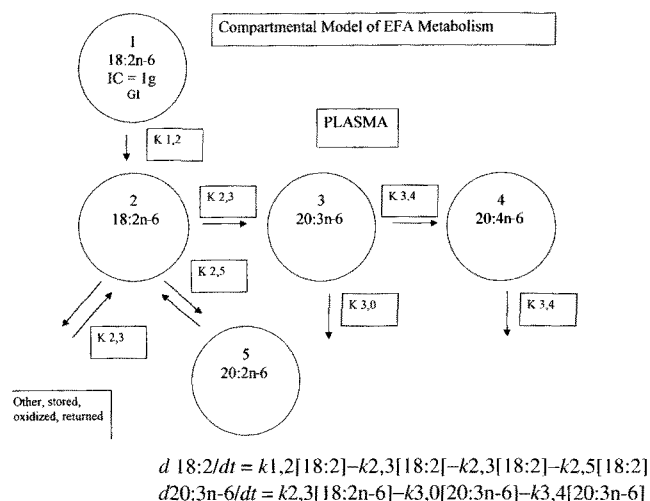 Compartmental Model of EFA Metabolism
1
18:2n-6
IC = 1g
GI
K 1,2
PLASMA
2
18:2n-6
K 2,3
3
20:3n-6
K 3,4
4
20:4n-6
K 2,5
K 2,3
K 3,0
K 3,4
5
20:2n-6
Other, stored,
oxidized, returned
d 18:2/dt = k1,2[18:2]–k2,3[18:2[–k2,3[18:2]–k2,5[18:2]
d20:3n-6/dt = k2,3[18:2n-6]–k3,0[20:3n-6]–k3,4[20:3n-6]